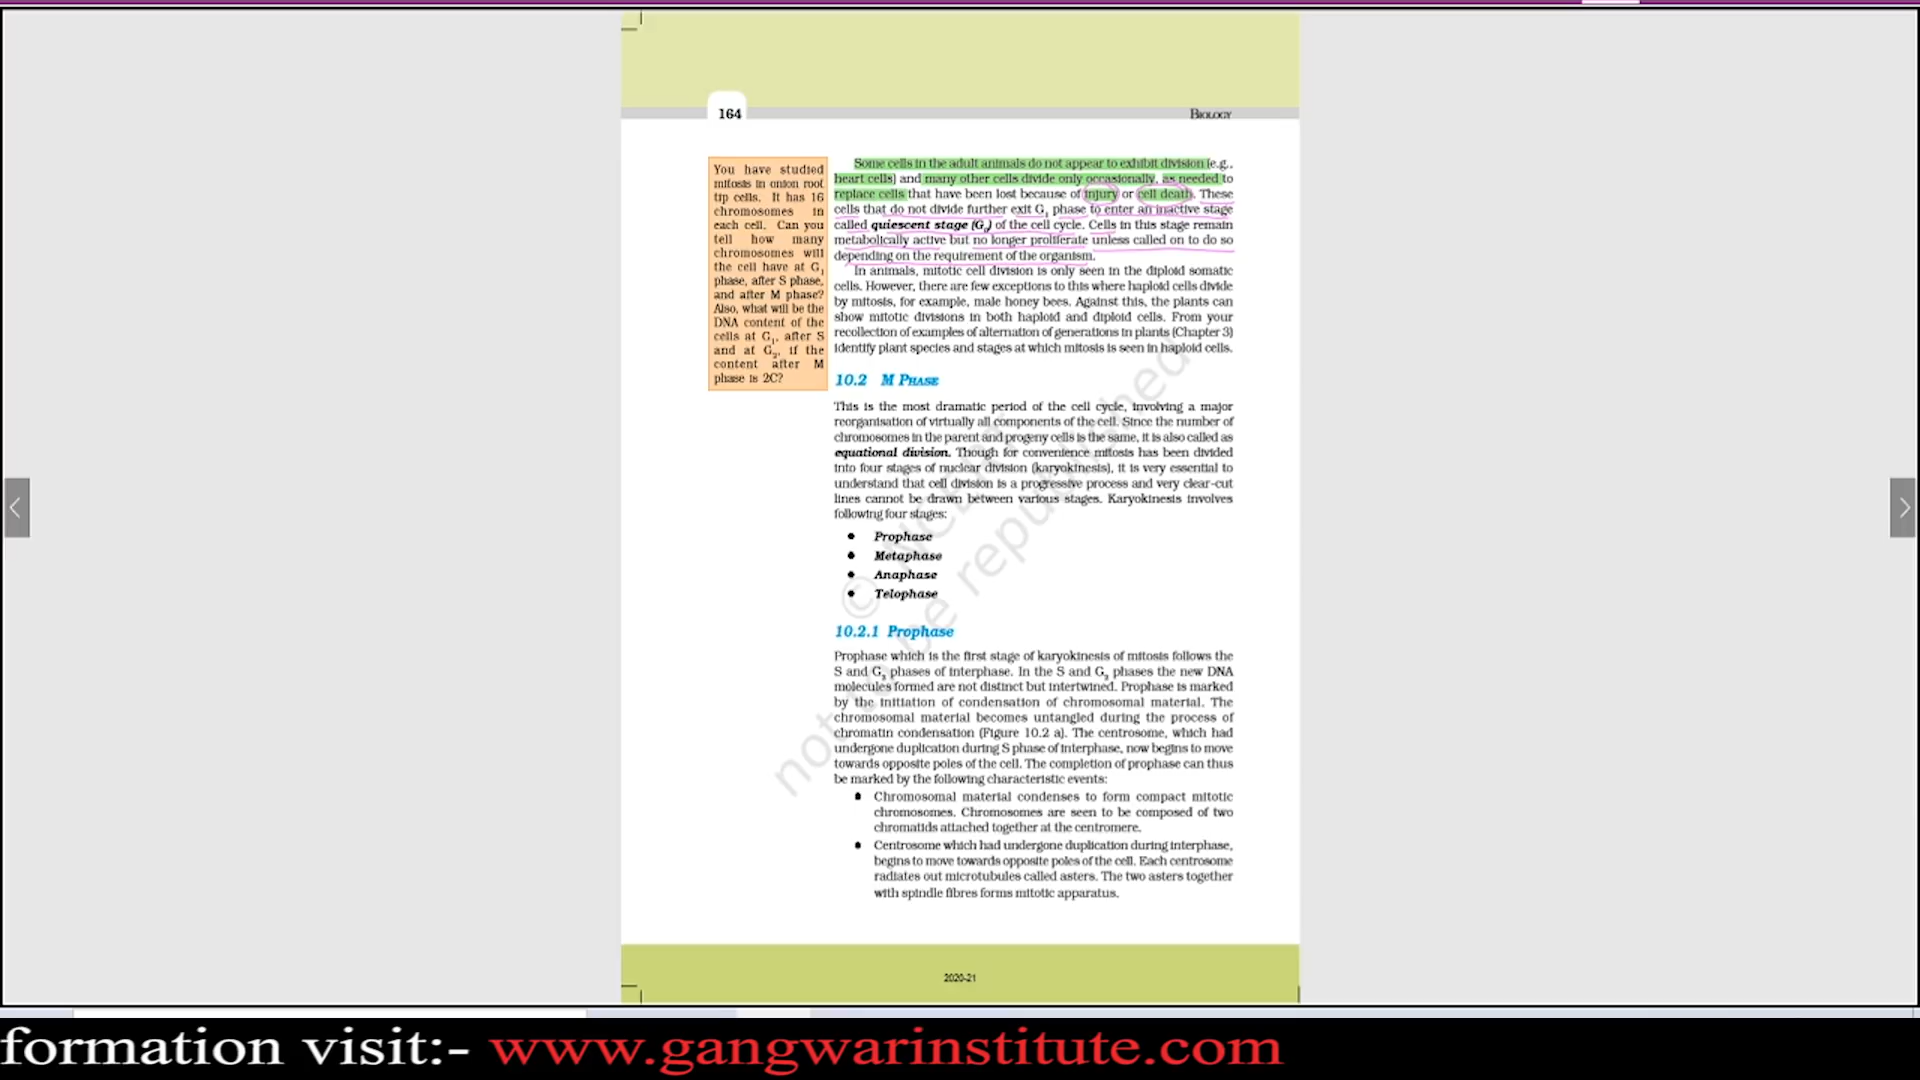 164
BIOLOGY
You have studied
mitosis in onion root
tip cells. It has 16
chromosomes in
each cell. Can you
tell how many
chromosomes will
the cell have at G1
phase, after S phase,
and after M phase?
Also, what will be the
DNA content of the
cells at G1, after S
and at G2, if the
content after M
phase is 2C?
Some cells in the adult animals do not appear to exhibit division (e.g.,
heart cells) and many other cells divide only occasionally, as needed to
replace cells that have been lost because of injury or cell death. These
cells that do not divide further exit G1 phase to enter an inactive stage
called quiescent stage (G0) of the cell cycle. Cells in this stage remain
metabolically active but no longer proliferate unless called on to do so
depending on the requirement of the organism.
In animals, mitotic cell division is only seen in the diploid somatic
cells. However, there are few exceptions to this where haploid cells divide
by mitosis, for example, male honey bees. Against this, the plants can
show mitotic divisions in both haploid and diploid cells. From your
recollection of examples of alternation of generations in plants (Chapter 3)
identify plant species and stages at which mitosis is seen in haploid cells.
10.2 M PHASE
This is the most dramatic period of the cell cycle, involving a major
reorganisation of virtually all components of the cell. Since the number of
chromosomes in the parent and progeny cells is the same, it is also called as
equational division. Though for convenience mitosis has been divided
into four stages of nuclear division (karyokinesis), it is very essential to
understand that cell division is a progressive process and very clear-cut
lines cannot be drawn between various stages. Karyokinesis involves
following four stages:
• Prophase
• Metaphase
• Anaphase
• Telophase
10.2.1 Prophase
Prophase which is the first stage of karyokinesis of mitosis follows the
S and G2 phases of interphase. In the S and G2 phases the new DNA
molecules formed are not distinct but intertwined. Prophase is marked
by the initiation of condensation of chromosomal material. The
chromosomal material becomes untangled during the process of
chromatin condensation (Figure 10.2 a). The centrosome, which had
undergone duplication during S phase of interphase, now begins to move
towards opposite poles of the cell. The completion of prophase can thus
be marked by the following characteristic events:
• Chromosomal material condenses to form compact mitotic
chromosomes. Chromosomes are seen to be composed of two
chromatids attached together at the centromere.
• Centrosome which had undergone duplication during interphase,
begins to move towards opposite poles of the cell. Each centrosome
radiates out microtubules called asters. The two asters together
with spindle fibres forms mitotic apparatus.
© NCERT
not to be republished
2020-21
formation visit:- www.gangwarinstitute.com